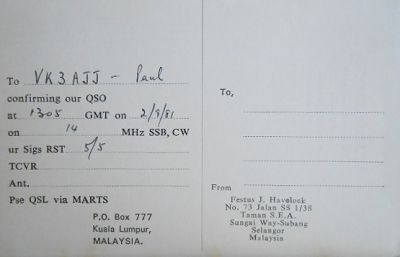 To VK3AJJ - Paul
confirming our QSO
at 1305 GMT on 2/8/81
on 14 MHz SSB, CW
ur Sigs RST 5/5
TCVR
Ant.
Pse QSL via MARTS
P.O. Box 777
Kuala Lumpur,
MALAYSIA.
To,
From
Festus J. Havelock
No. 73 Jalan SS 1/38
Taman S.E.A.
Sungai Way-Subang
Selangor
Malaysia